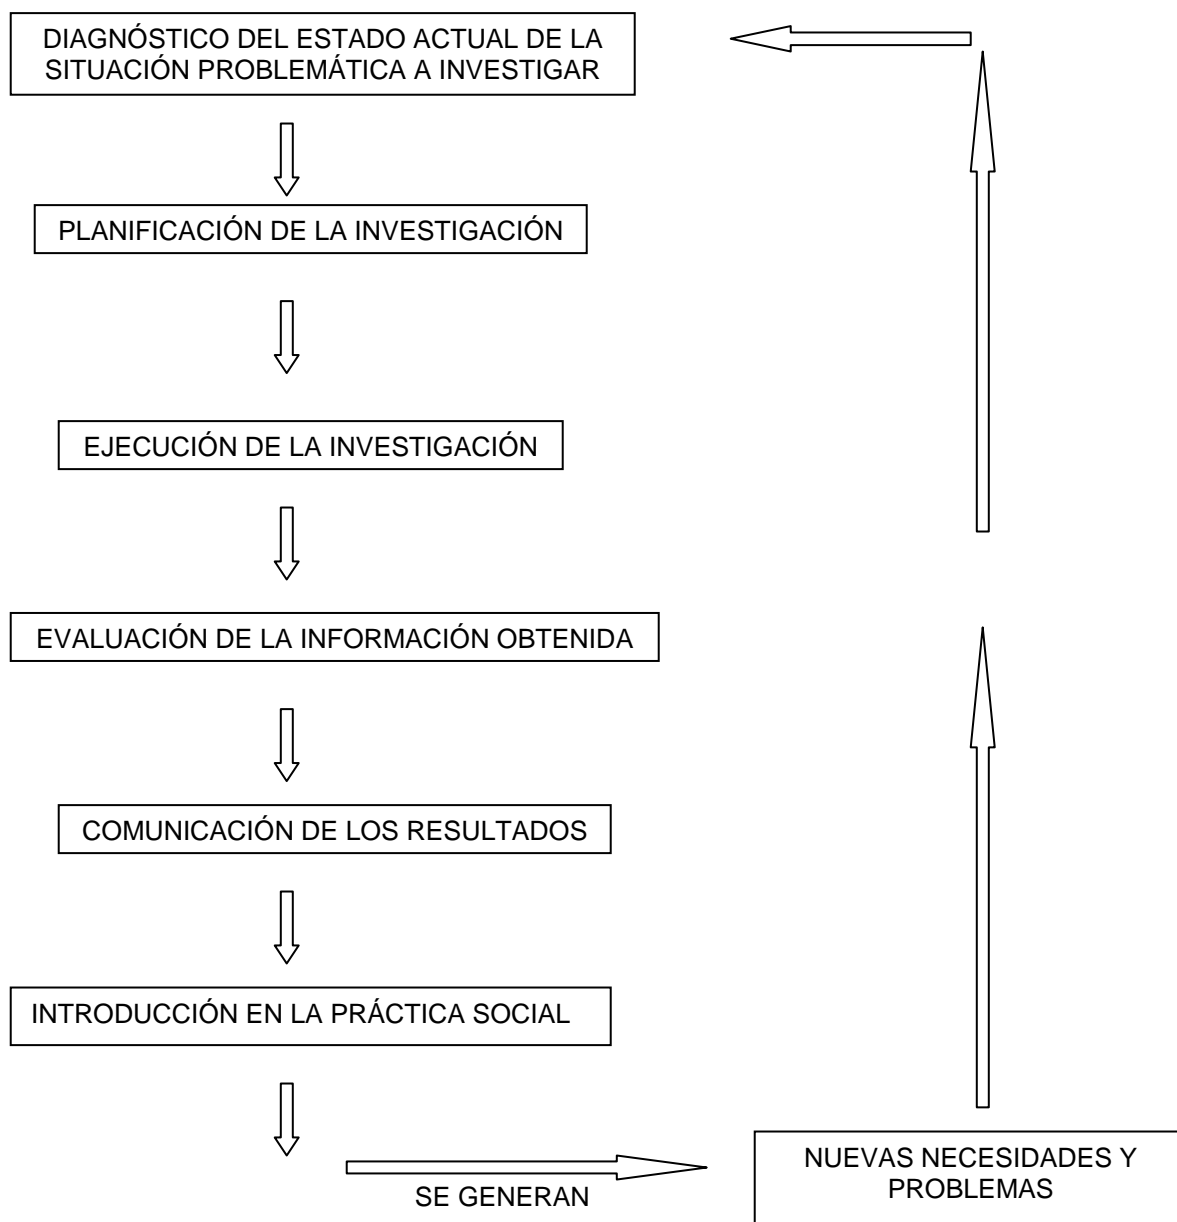 DIAGNÓSTICO DEL ESTADO ACTUAL DE LA
SITUACIÓN PROBLEMÁTICA A INVESTIGAR
PLANIFICACIÓN DE LA INVESTIGACIÓN
EJECUCIÓN DE LA INVESTIGACIÓN
EVALUACIÓN DE LA INFORMACIÓN OBTENIDA
COMUNICACIÓN DE LOS RESULTADOS
INTRODUCCIÓN EN LA PRÁCTICA SOCIAL
SE GENERAN
NUEVAS NECESIDADES Y
PROBLEMAS